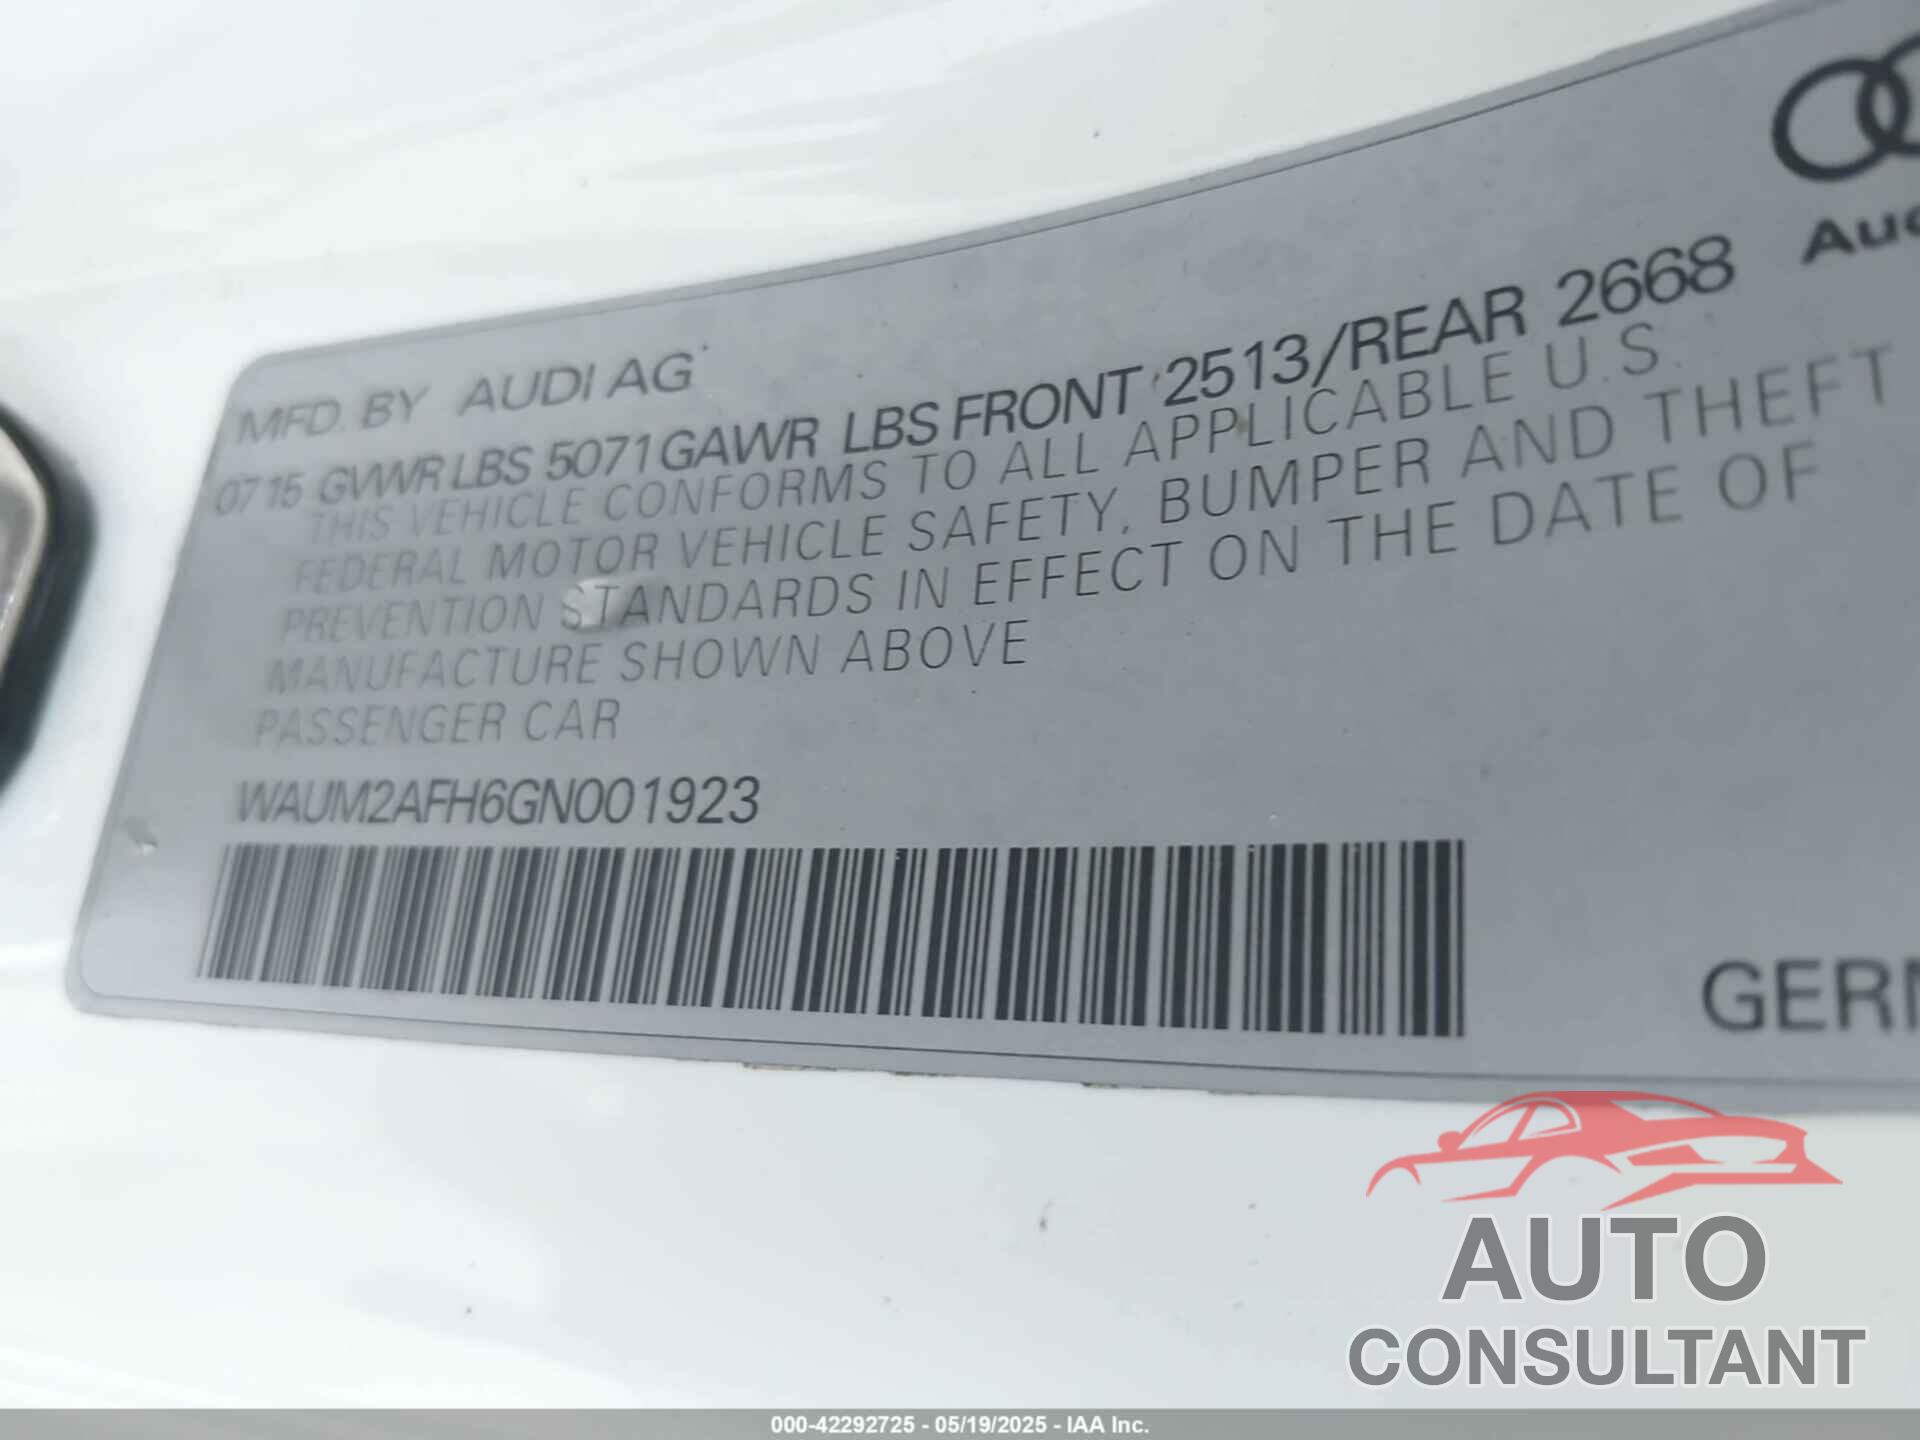 Aud
MFD. BY AUDI AG
0715 GVWR LBS 5071 GAWR LBS FRONT 2513/REAR 2668
THIS VEHICLE CONFORMS TO ALL APPLICABLE U.S.
FEDERAL MOTOR VEHICLE SAFETY, BUMPER AND THEFT
PREVENTION STANDARDS IN EFFECT ON THE DATE OF
MANUFACTURE SHOWN ABOVE
PASSENGER CAR
WAUM2AFH6GN001923
GERM
AUTO
CONSULTANT
000-42292725 - 05/19/2025 - IAA Inc.